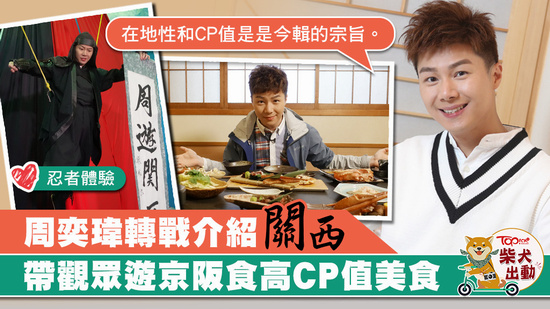 在地性和CP值是是今輯的宗旨。
周遊関西
忍者體驗
周奕瑋轉戰介紹關西
帶觀眾遊京阪食高CP值美食
TOPick
柴犬
出動